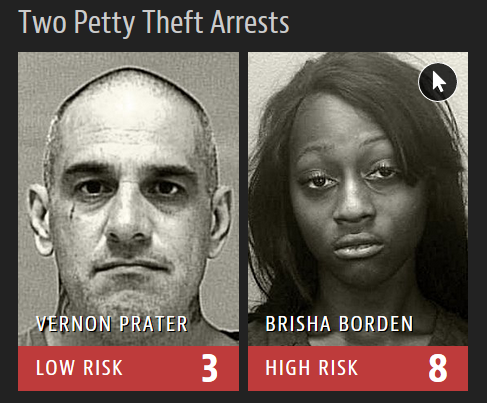 Two Petty Theft Arrests
VERNON PRATER
BRISHA BORDEN
LOW RISK 3
HIGH RISK 8